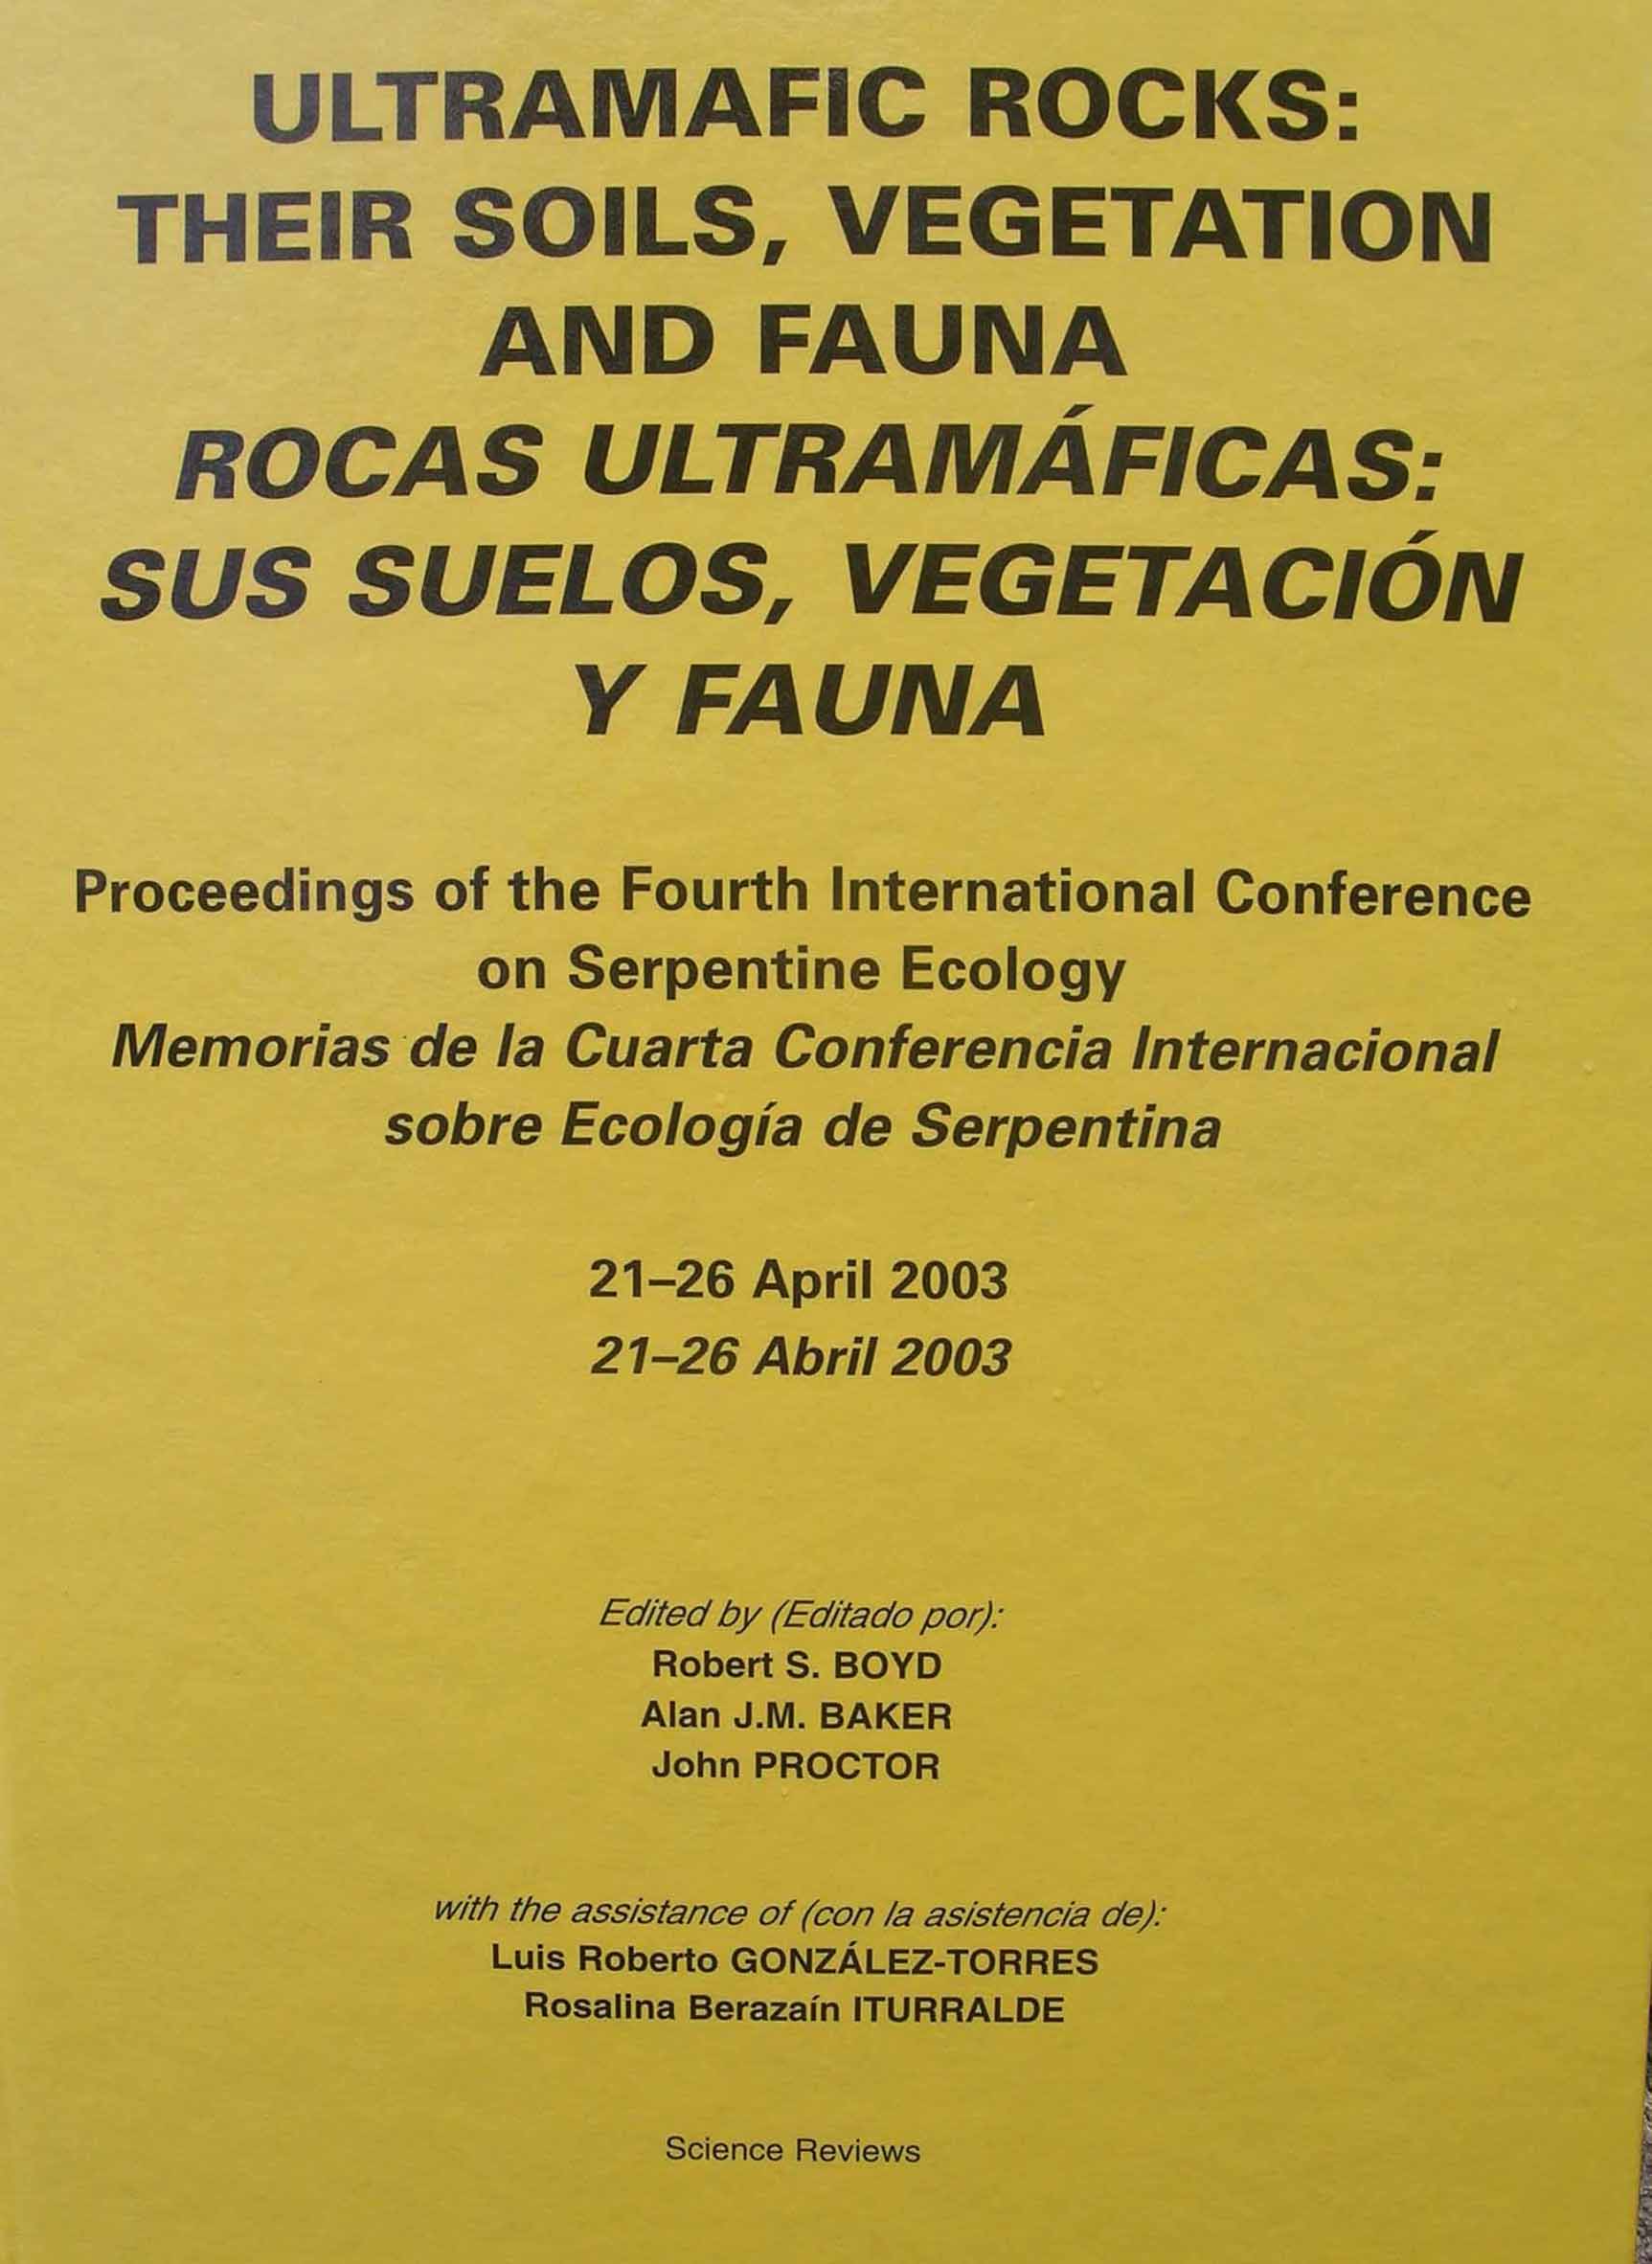 ULTRAMAFIC ROCKS:
THEIR SOILS, VEGETATION
AND FAUNA
ROCAS ULTRAMÁFICAS:
SUS SUELOS, VEGETACIÓN
Y FAUNA
Proceedings of the Fourth International Conference
on Serpentine Ecology
Memorias de la Cuarta Conferencia Internacional
sobre Ecología de Serpentina
21–26 April 2003
21–26 Abril 2003
Edited by (Editado por):
Robert S. BOYD
Alan J.M. BAKER
John PROCTOR
with the assistance of (con la asistencia de):
Luis Roberto GONZÁLEZ-TORRES
Rosalina Berazaín ITURRALDE
Science Reviews